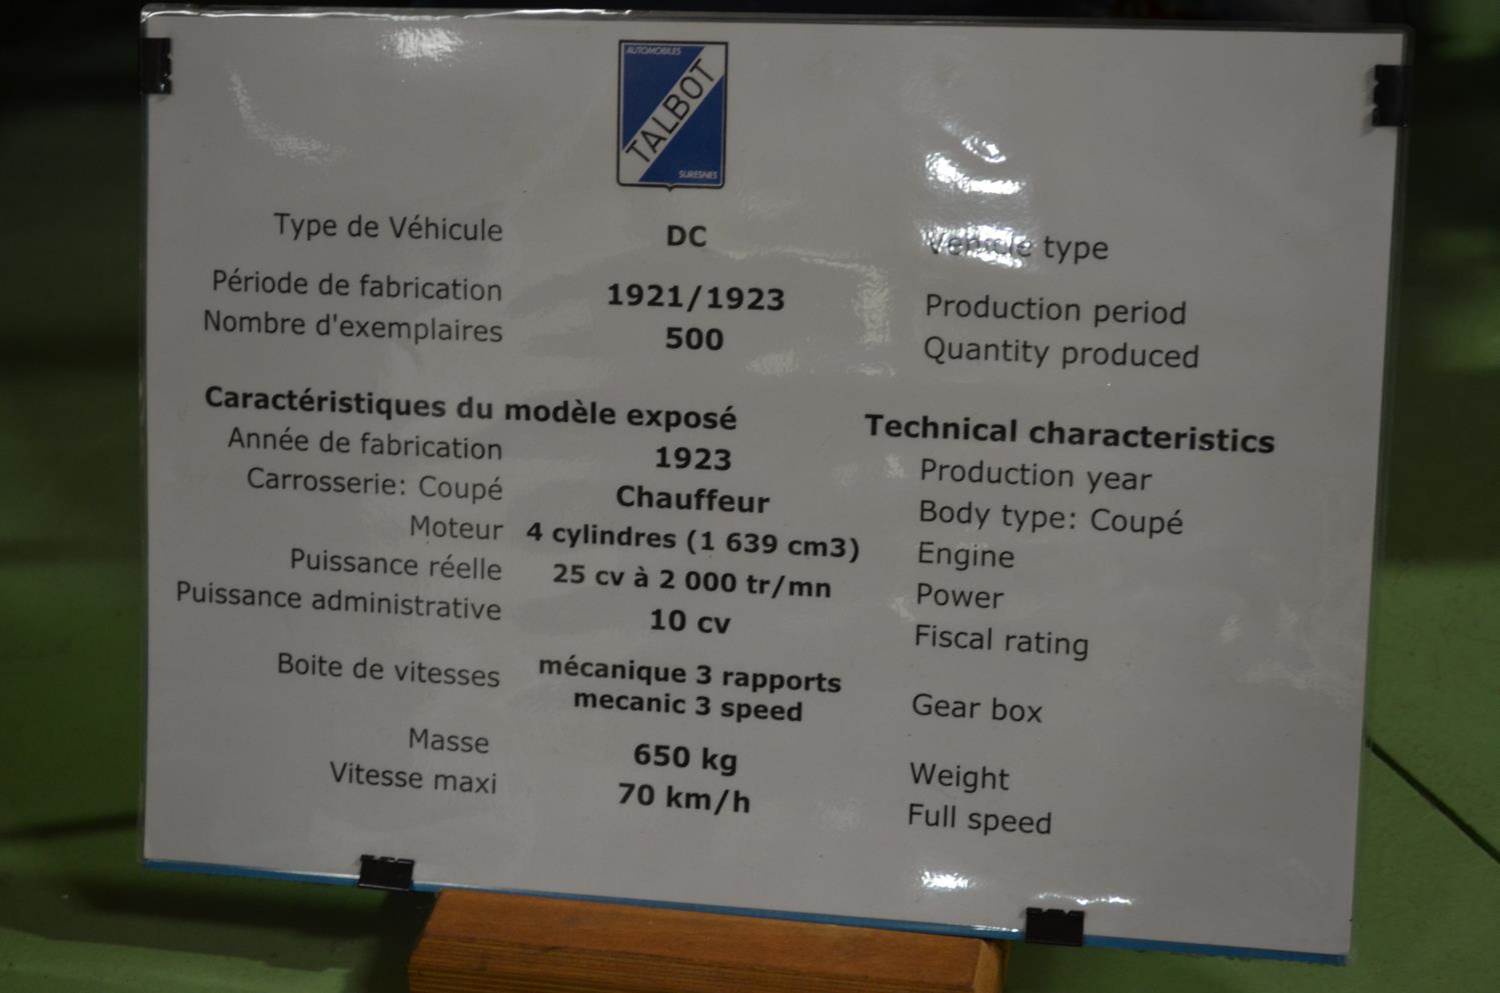 AUTOMOBILES
TALBOT
SURESNES
Type de Véhicule DC Vehicle type
Période de fabrication 1921/1923 Production period
Nombre d'exemplaires 500 Quantity produced
Caractéristiques du modèle exposé Technical characteristics
Année de fabrication 1923 Production year
Carrosserie: Coupé Chauffeur Body type: Coupé
Moteur 4 cylindres (1 639 cm3) Engine
Puissance réelle 25 cv à 2 000 tr/mn Power
Puissance administrative 10 cv Fiscal rating
Boite de vitesses mécanique 3 rapports Gear box
mecanic 3 speed
Masse 650 kg Weight
Vitesse maxi 70 km/h Full speed